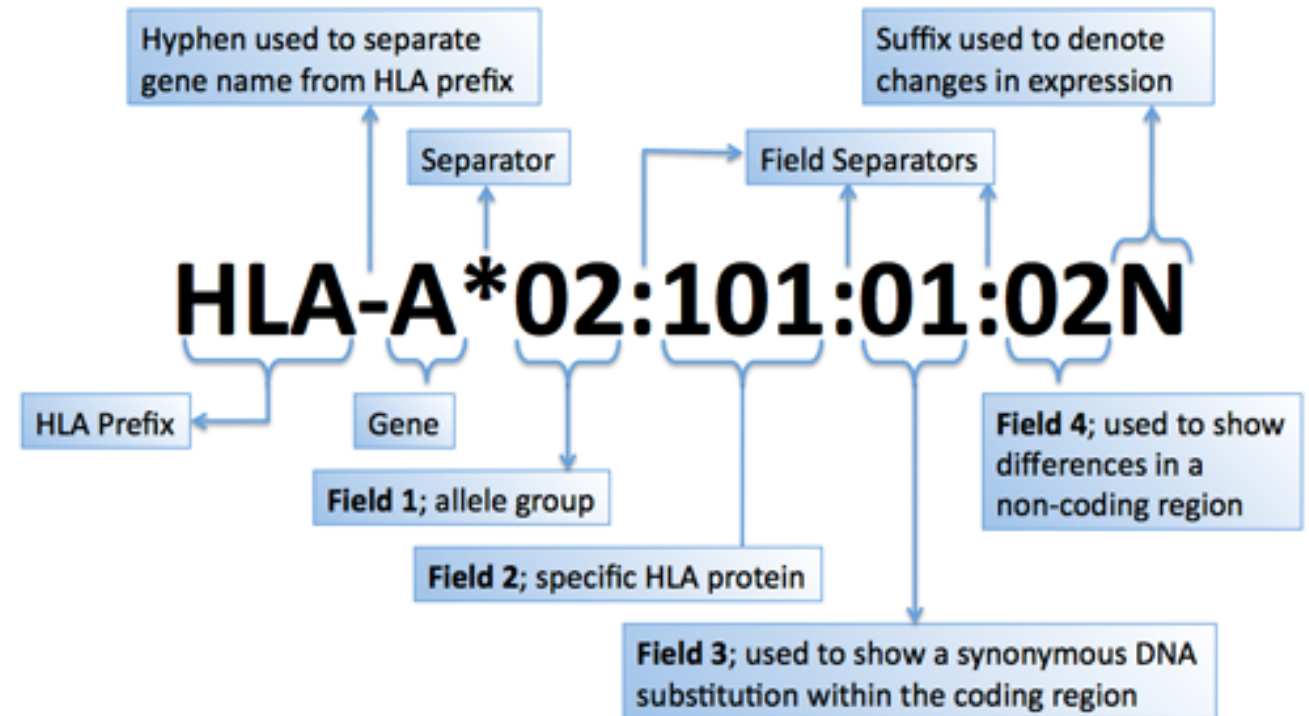 Hyphen used to separate
gene name from HLA prefix
Suffix used to denote
changes in expression
Separator
Field Separators
HLA-A*02:101:01:02N
HLA Prefix
Gene
Field 1; allele group
Field 2; specific HLA protein
Field 3; used to show a synonymous DNA
substitution within the coding region
Field 4; used to show
differences in a
non-coding region